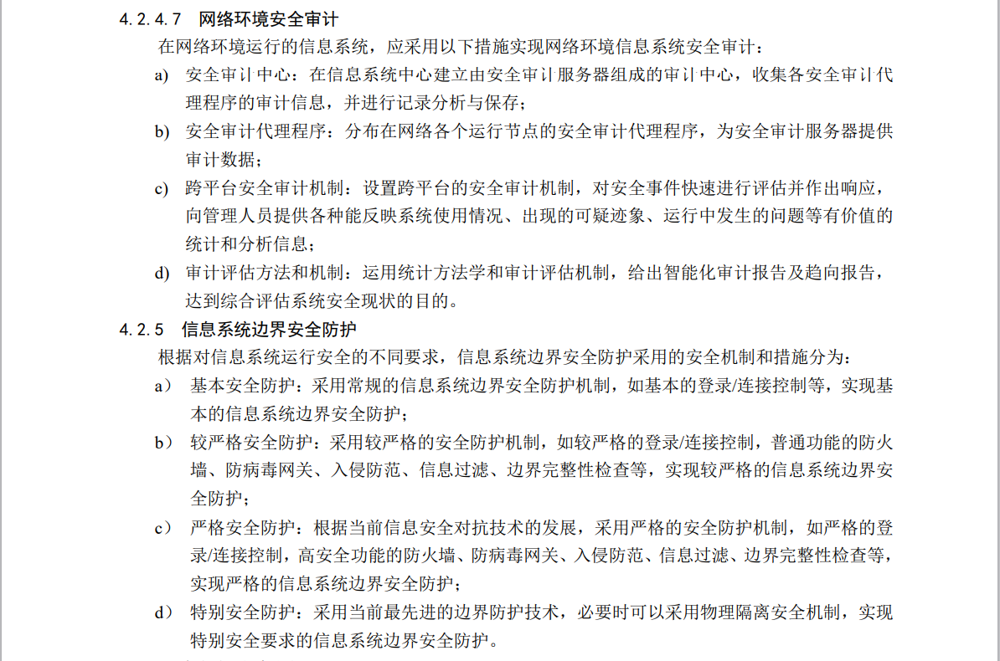 4.2.4.7 网络环境安全审计
在网络环境运行的信息系统，应采用以下措施实现网络环境信息系统安全审计：
a) 安全审计中心：在信息系统中心建立由安全审计服务器组成的审计中心，收集各安全审计代
理程序的审计信息，并进行记录分析与保存；
b) 安全审计代理程序：分布在网络各个运行节点的安全审计代理程序，为安全审计服务器提供
审计数据；
c) 跨平台安全审计机制：设置跨平台的安全审计机制，对安全事件快速进行评估并作出响应，
向管理人员提供各种能反映系统使用情况、出现的可疑迹象、运行中发生的问题等有价值的
统计和分析信息；
d) 审计评估方法和机制：运用统计方法学和审计评估机制，给出智能化审计报告及趋向报告，
达到综合评估系统安全现状的目的。
4.2.5 信息系统边界安全防护
根据对信息系统运行安全的不同要求，信息系统边界安全防护采用的安全机制和措施分为：
a） 基本安全防护：采用常规的信息系统边界安全防护机制，如基本的登录/连接控制等，实现基
本的信息系统边界安全防护；
b） 较严格安全防护：采用较严格的安全防护机制，如较严格的登录/连接控制，普通功能的防火
墙、防病毒网关、入侵防范、信息过滤、边界完整性检查等，实现较严格的信息系统边界安
全防护；
c） 严格安全防护：根据当前信息安全对抗技术的发展，采用严格的安全防护机制，如严格的登
录/连接控制，高安全功能的防火墙、防病毒网关、入侵防范、信息过滤、边界完整性检查等，
实现严格的信息系统边界安全防护；
d） 特别安全防护：采用当前最先进的边界防护技术，必要时可以采用物理隔离安全机制，实现
特别安全要求的信息系统边界安全防护。